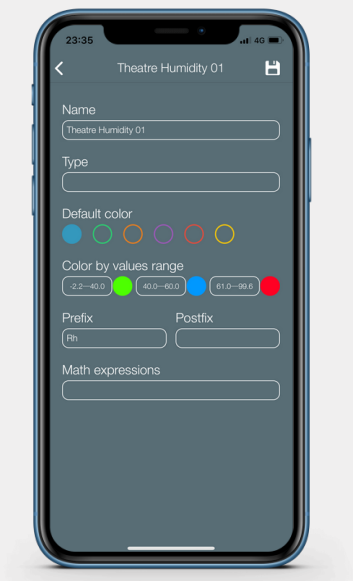 23:35
4G
Theatre Humidity 01
Name
Theatre Humidity 01
Type
Default color
Color by values range
-2.2—40.0 40.0—60.0 61.0—99.6
Prefix Postfix
Rh
Math expressions